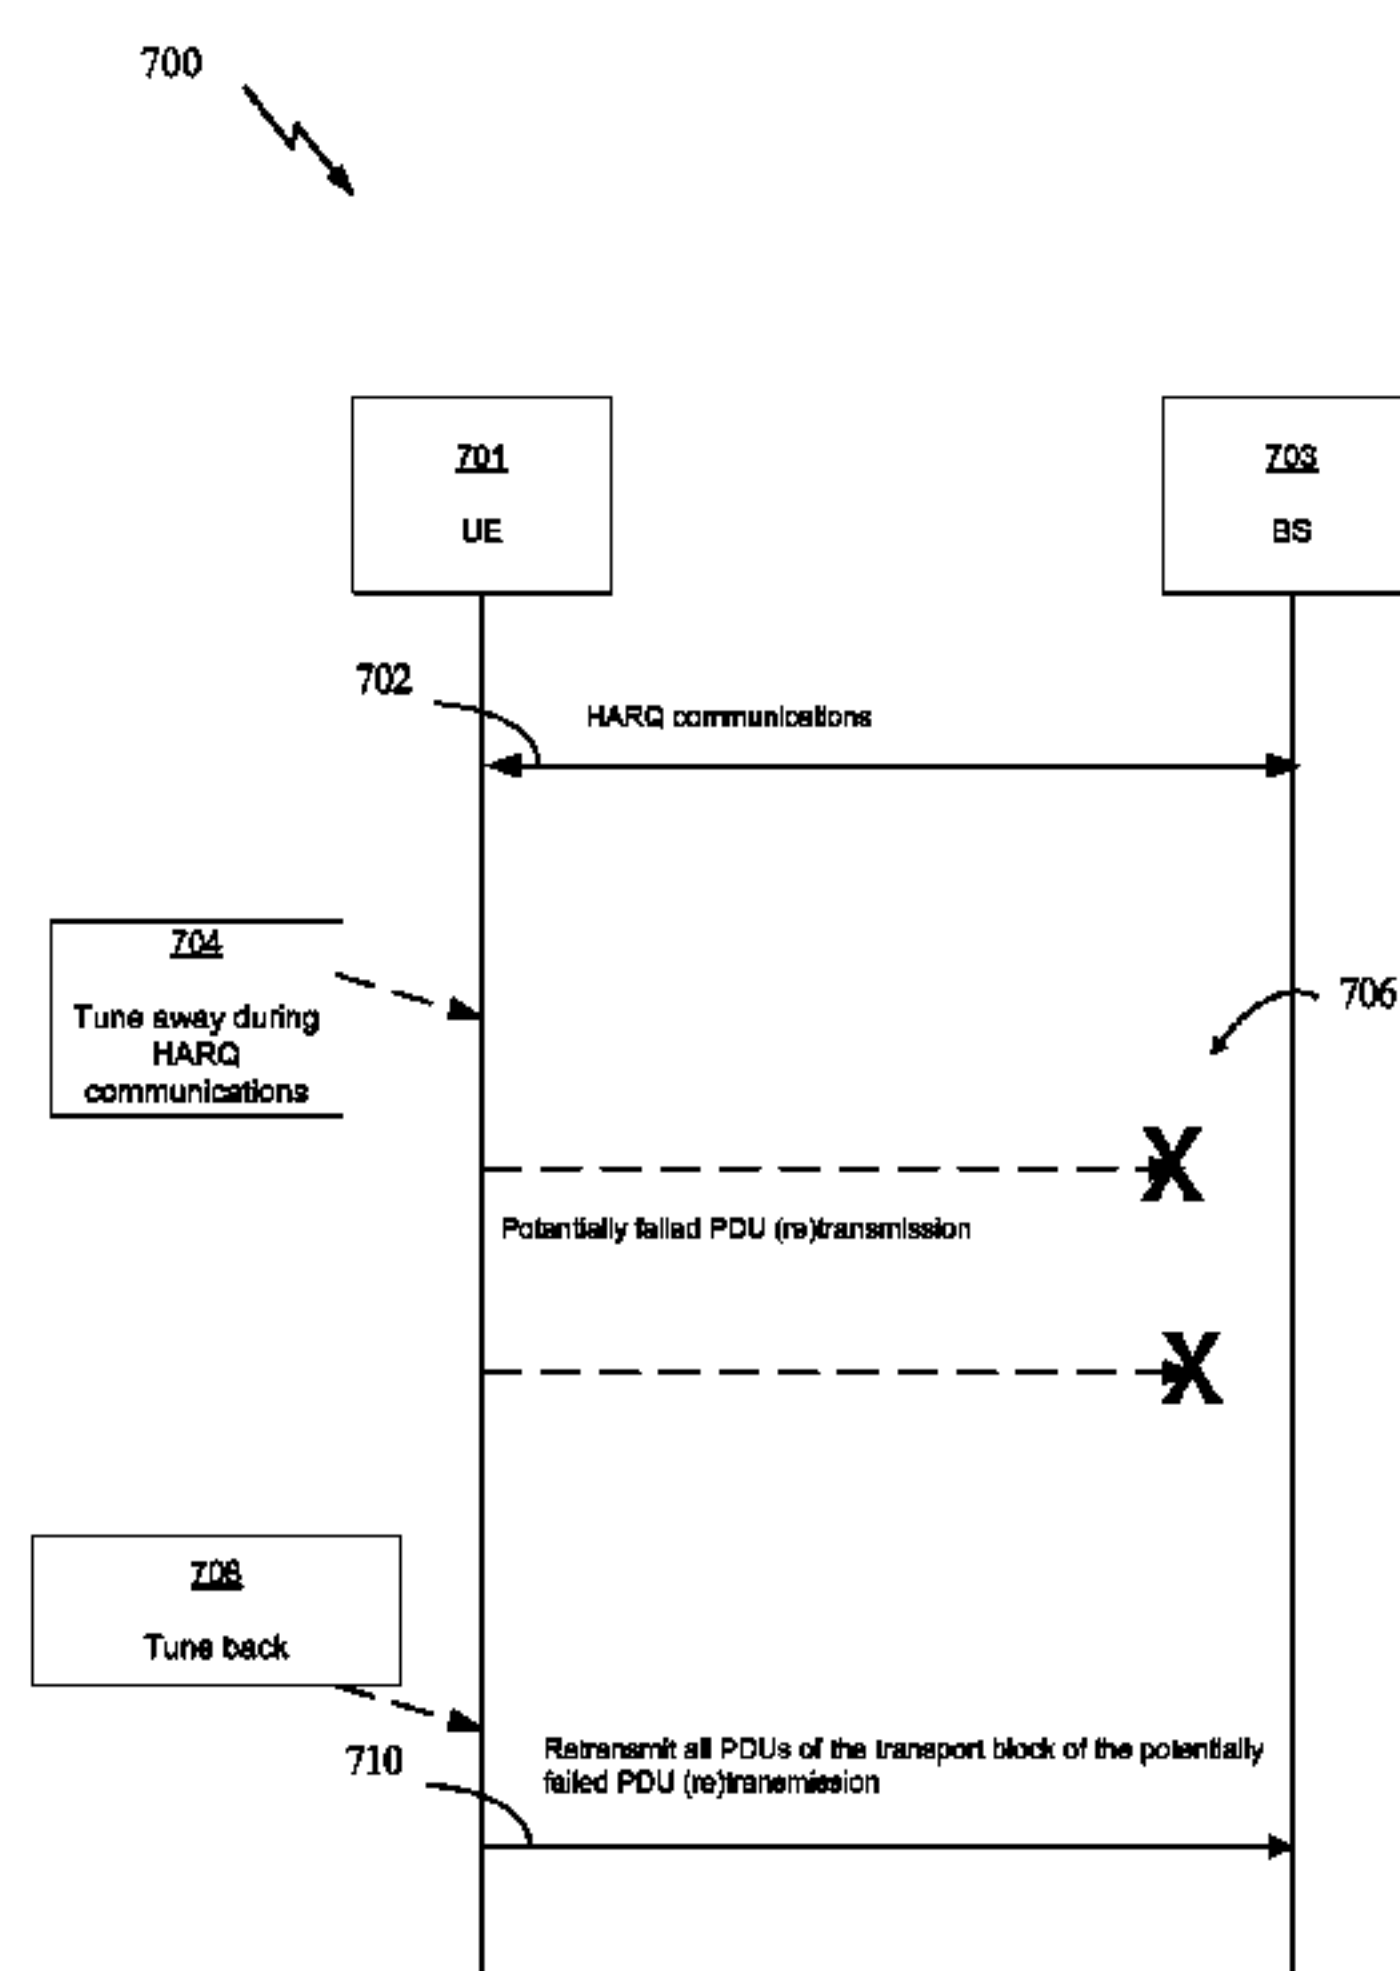 700
701
UE
703
BS
702
HARQ communications
704
Tune away during
HARQ
communications
706
Potentially failed PDU (re)transmission
708
Tune back
710
Retransmit all PDUs of the transport block of the potentially
failed PDU (re)transmission